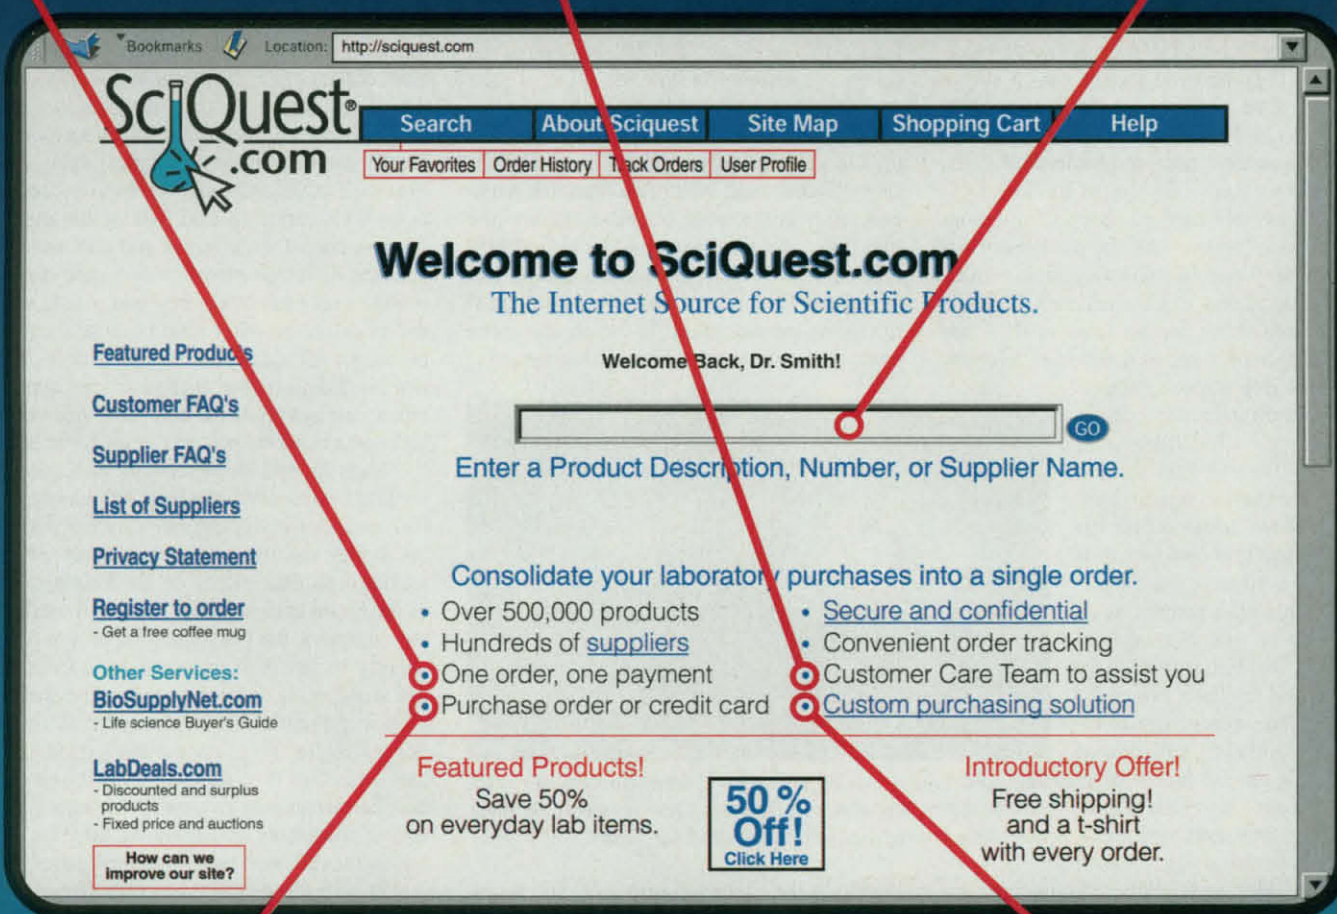 Bookmarks Location: http://sciquest.com
SciQuest®
.com
Search About Sciquest Site Map Shopping Cart Help
Your Favorites Order History Track Orders User Profile
Welcome to SciQuest.com
The Internet Source for Scientific Products.
Welcome Back, Dr. Smith!
GO
Enter a Product Description, Number, or Supplier Name.
Featured Products
Customer FAQ's
Supplier FAQ's
List of Suppliers
Privacy Statement
Register to order
- Get a free coffee mug
Other Services:
BioSupplyNet.com
- Life science Buyer's Guide
LabDeals.com
- Discounted and surplus
products
- Fixed price and auctions
How can we
improve our site?
Consolidate your laboratory purchases into a single order.
• Over 500,000 products
• Hundreds of suppliers
• One order, one payment
• Purchase order or credit card
• Secure and confidential
• Convenient order tracking
• Customer Care Team to assist you
• Custom purchasing solution
Featured Products!
Save 50%
on everyday lab items.
50 %
Off!
Click Here
Introductory Offer!
Free shipping!
and a t-shirt
with every order.